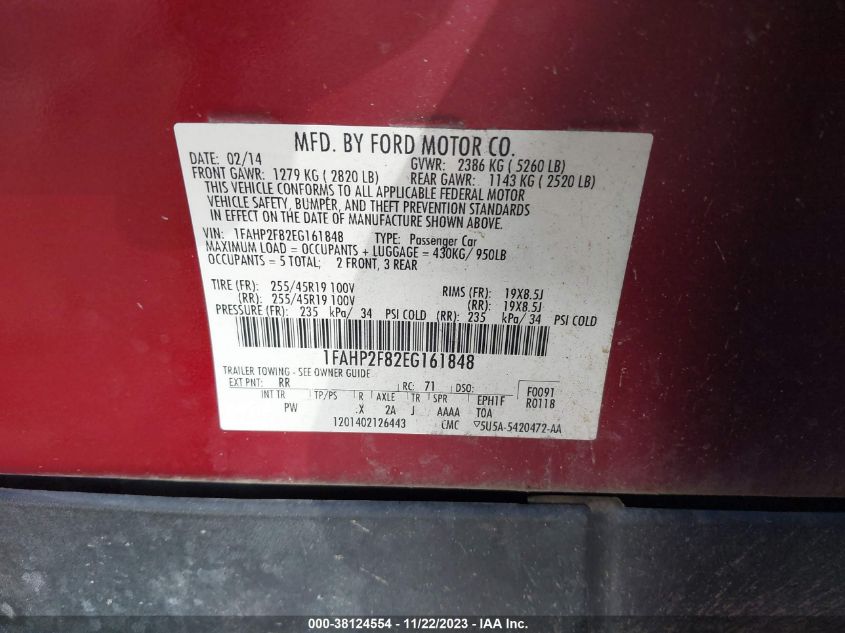 MFD. BY FORD MOTOR CO.
DATE: 02/14 GVWR: 2386 KG ( 5260 LB)
FRONT GAWR: 1279 KG ( 2820 LB) REAR GAWR: 1143 KG ( 2520 LB)
THIS VEHICLE CONFORMS TO ALL APPLICABLE FEDERAL MOTOR
VEHICLE SAFETY, BUMPER, AND THEFT PREVENTION STANDARDS
IN EFFECT ON THE DATE OF MANUFACTURE SHOWN ABOVE.
VIN: 1FAHP2F82EG161848 TYPE: Passenger Car
MAXIMUM LOAD = OCCUPANTS + LUGGAGE = 430KG/ 950LB
OCCUPANTS = 5 TOTAL; 2 FRONT, 3 REAR
TIRE (FR): 255/45R19 100V RIMS (FR): 19X8.5J
(RR): 255/45R19 100V (RR): 19X8.5J
PRESSURE (FR): 235 kPa/ 34 PSI COLD (RR): 235 kPa/ 34 PSI COLD
1FAHP2F82EG161848
TRAILER TOWING - SEE OWNER GUIDE
EXT PNT: RR RC: 71 DSO: F0091
INT TR TP/PS R AXLE TR SPR EPH1F R0118
PW .X 2A J AAAA T0A
1201402126443 CMC ▽5U5A-5420472-AA
000-38124554 - 11/22/2023 - IAA Inc.